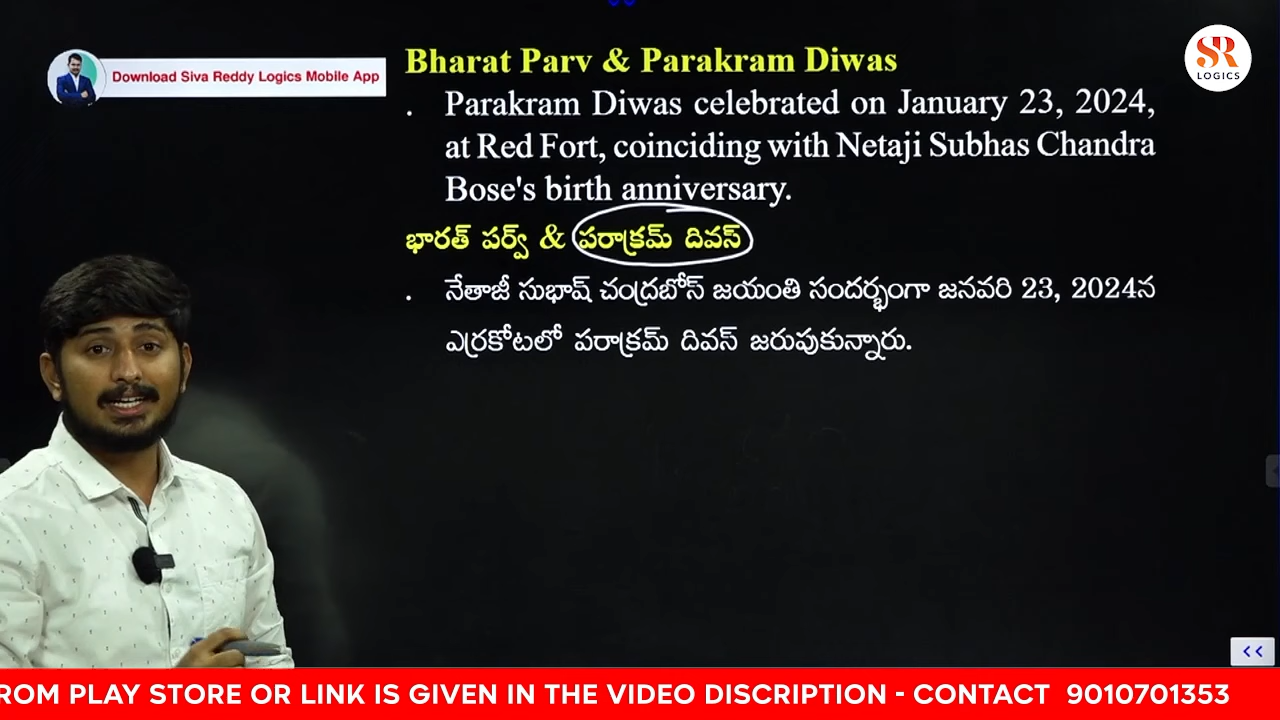 Bharat Parv & Parakram Diwas
SR
LOGICS
Download Siva Reddy Logics Mobile App
. Parakram Diwas celebrated on January 23, 2024,
at Red Fort, coinciding with Netaji Subhas Chandra
Bose's birth anniversary.
భారత్ పర్వ్ & పరాక్రమ్ దివస్
. నేతాజీ సుభాష్ చంద్రబోస్ జయంతి సందర్భంగా జనవరి 23, 2024న
ఎర్రకోటలో పరాక్రమ్ దివస్ జరుపుకున్నారు.
<<
ROM PLAY STORE OR LINK IS GIVEN IN THE VIDEO DISCRIPTION - CONTACT 9010701353